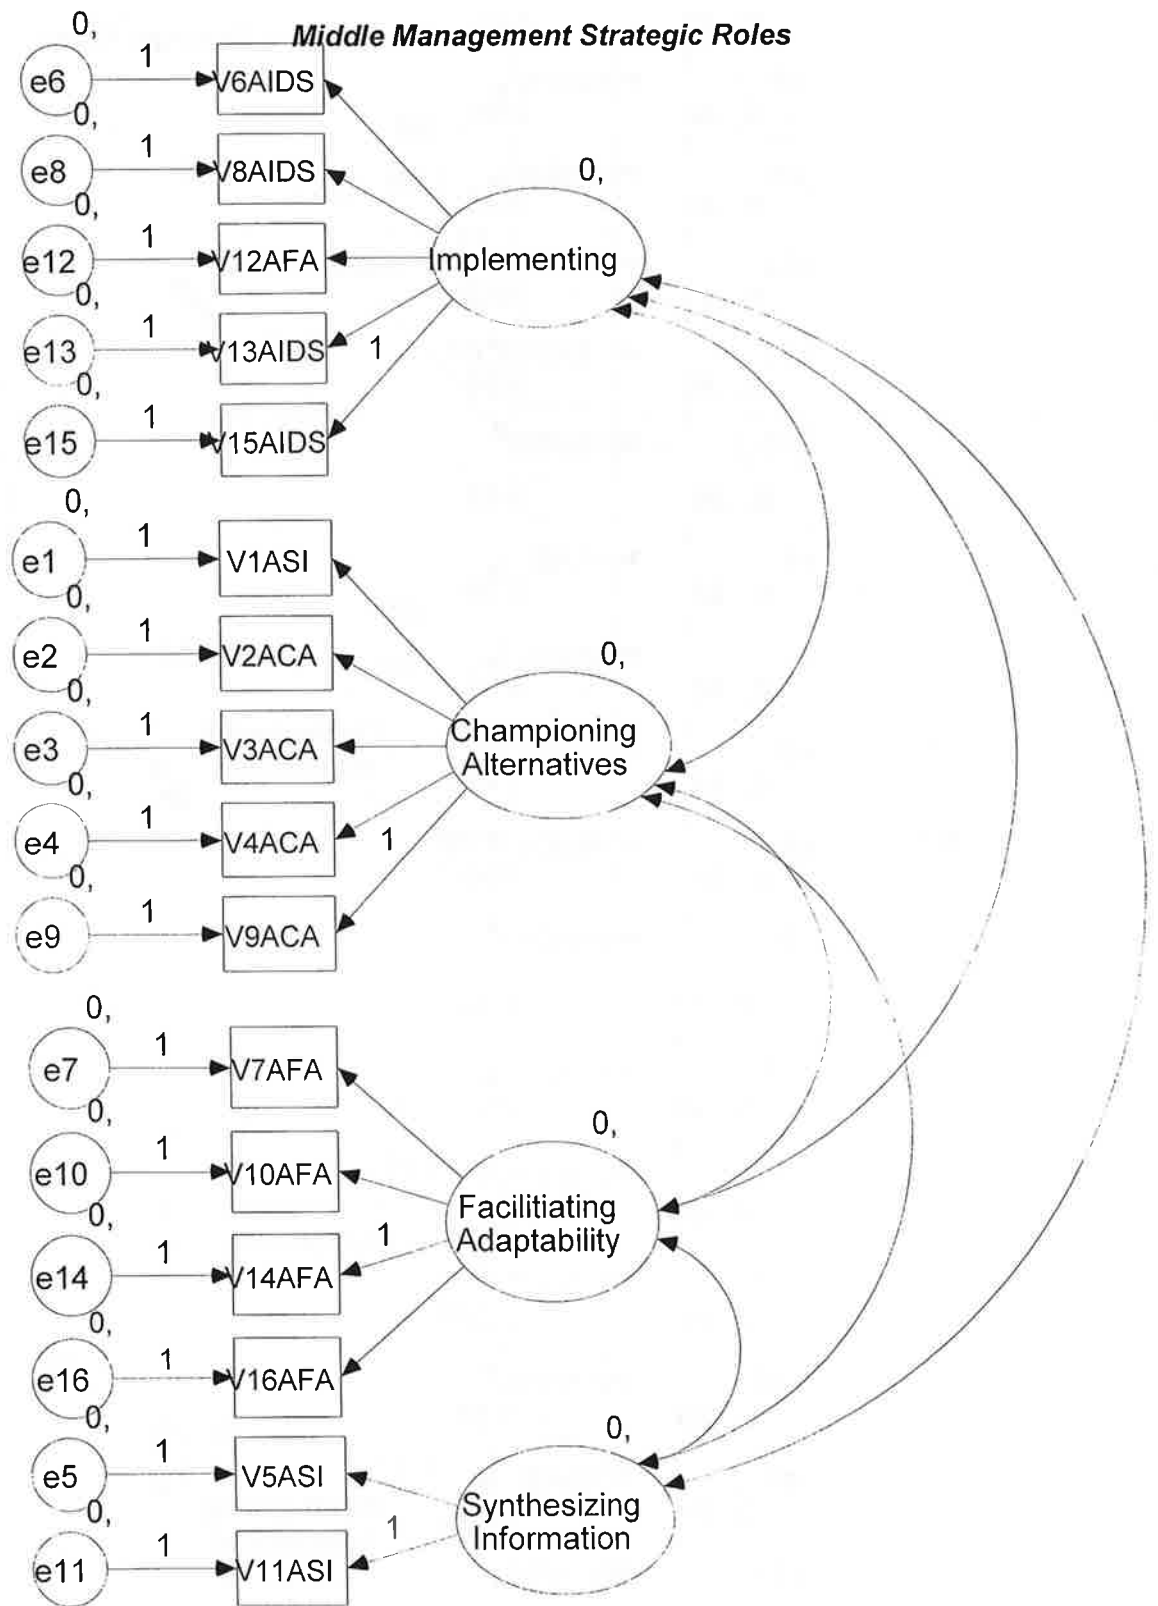 Middle Management Strategic Roles
0,
e6
1
V6AIDS
0,
e8
1
V8AIDS
0,
Implementing
0,
e12
1
V12AFA
0,
e13
1
V13AIDS
1
0,
e15
1
V15AIDS
0,
e1
1
V1ASI
0,
e2
1
V2ACA
0,
Championing
Alternatives
0,
e3
1
V3ACA
0,
e4
1
V4ACA
1
0,
e9
1
V9ACA
0,
e7
1
V7AFA
0,
e10
1
V10AFA
0,
Facilitiating
Adaptability
0,
e14
1
V14AFA
1
0,
e16
1
V16AFA
0,
e5
1
V5ASI
0,
Synthesizing
Information
0,
e11
1
V11ASI
1